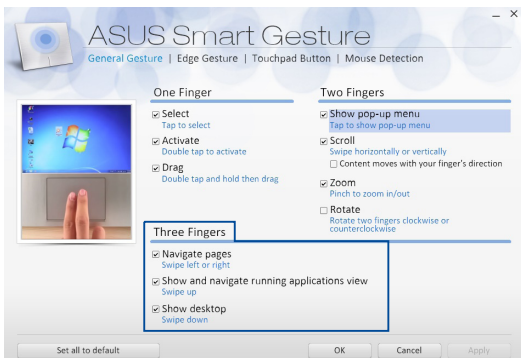 ASUS Smart Gesture
General Gesture | Edge Gesture | Touchpad Button | Mouse Detection
One Finger
Select
Tap to select
Activate
Double tap to activate
Drag
Double tap and hold then drag
Two Fingers
Show pop-up menu
Tap to show pop-up menu
Scroll
Swipe horizontally or vertically
Content moves with your finger's direction
Zoom
Pinch to zoom in/out
Rotate
Rotate two fingers clockwise or
counterclockwise
Three Fingers
Navigate pages
Swipe left or right
Show and navigate running applications view
Swipe up
Show desktop
Swipe down
Set all to default
OK
Cancel
Apply